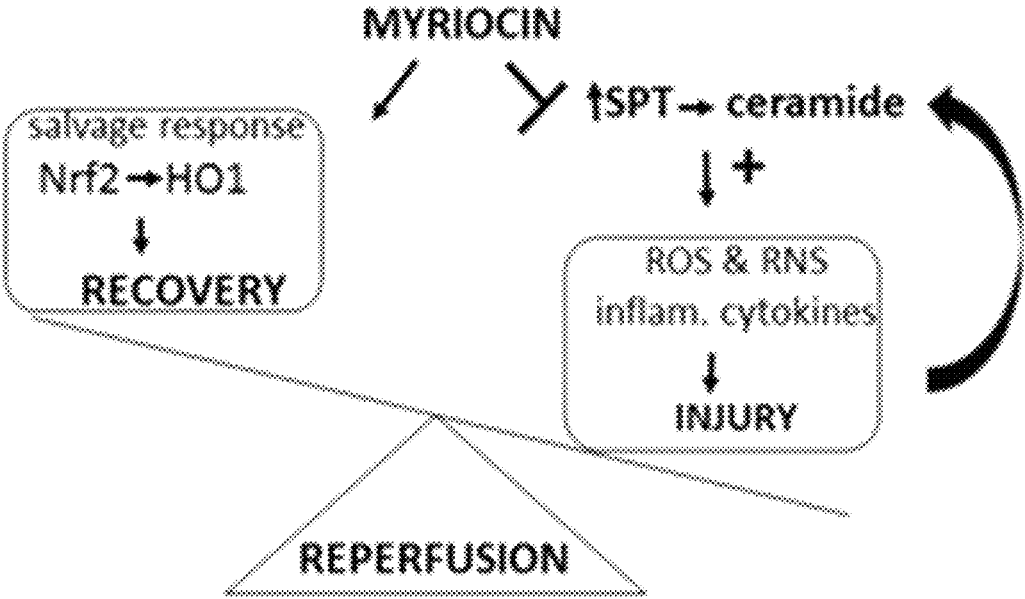 MYRIOCIN
↑SPT→ ceramide
+
salvage response
Nrf2→HO1
RECOVERY
ROS & RNS
inflam. cytokines
INJURY
REPERFUSION